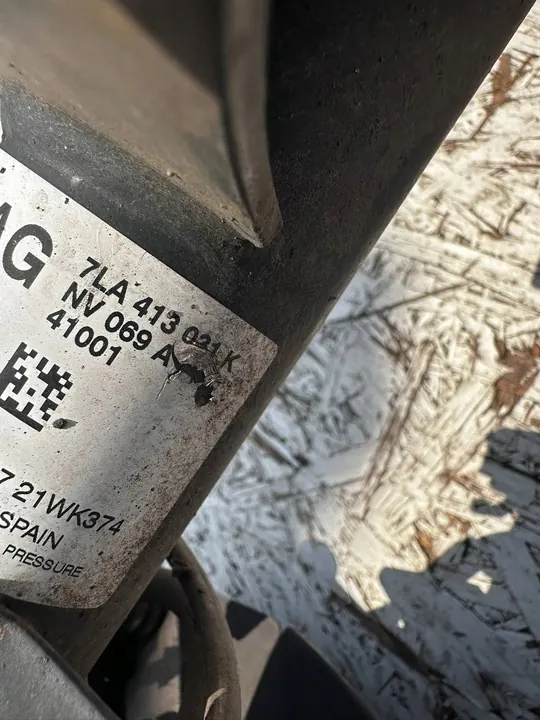 AG
7LA 413 031 K
NV 069 A
41001
7 21WK374
SPAIN
PRESSURE